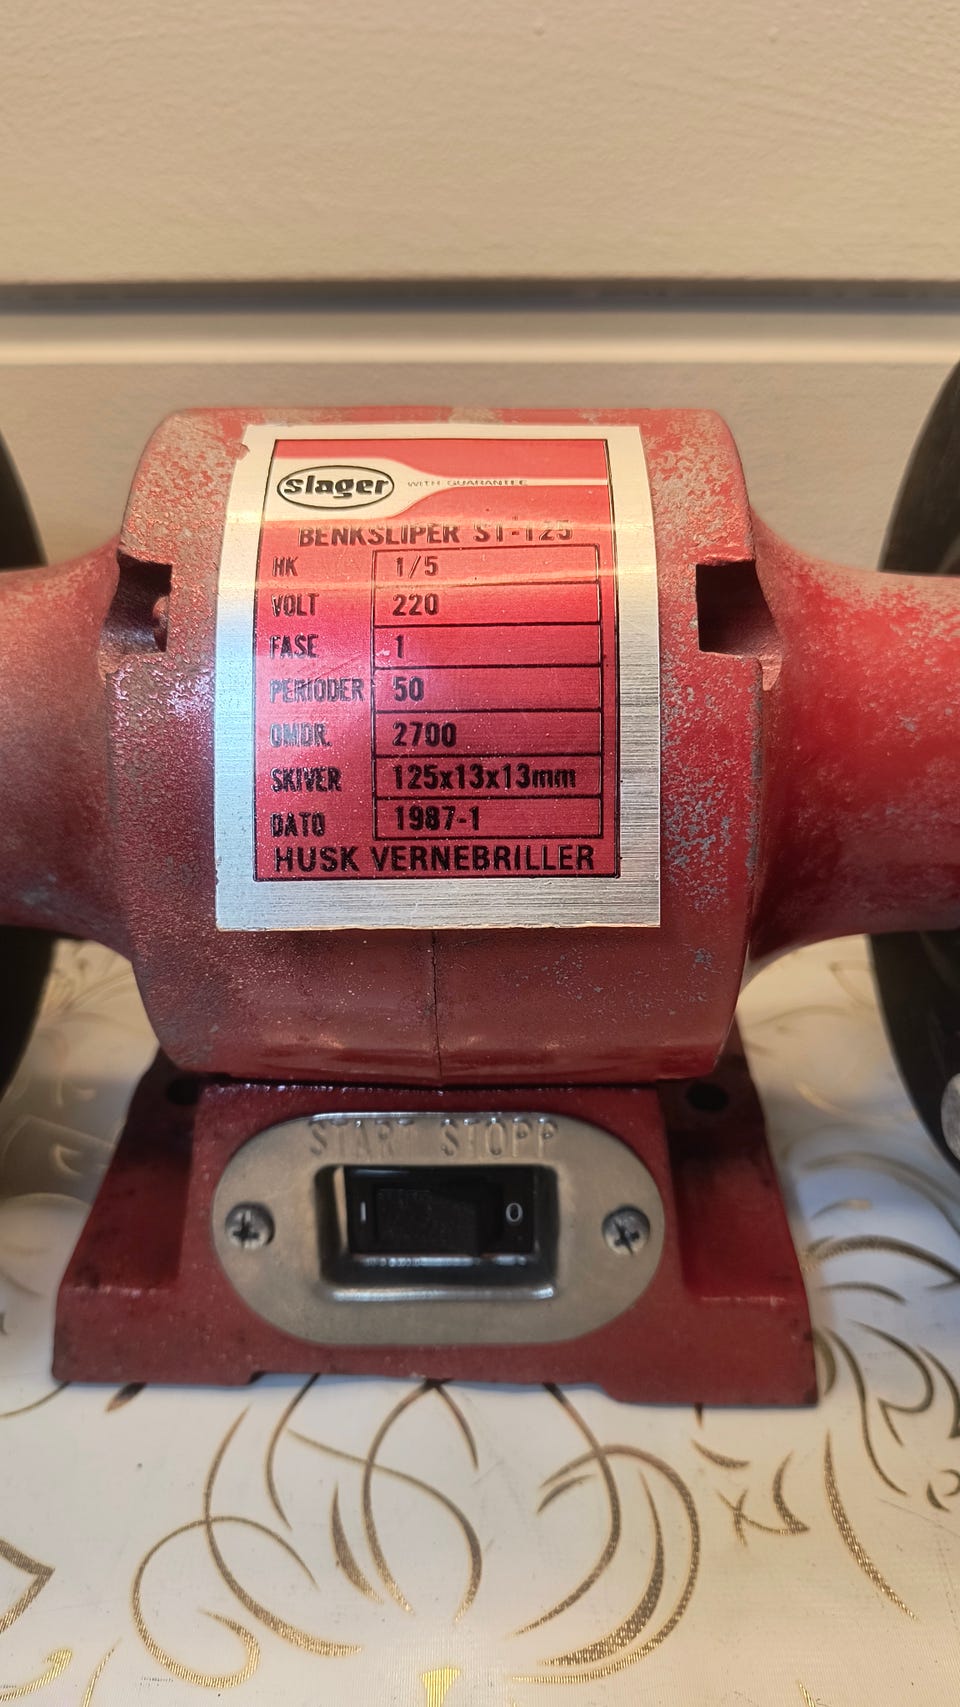 slager WITH GUARANTEE
BENKSLIPER ST-125
HK 1/5
VOLT 220
FASE 1
PERIODER 50
OMDR. 2700
SKIVER 125x13x13mm
DATO 1987-1
HUSK VERNEBRILLER
START STOPP
I O